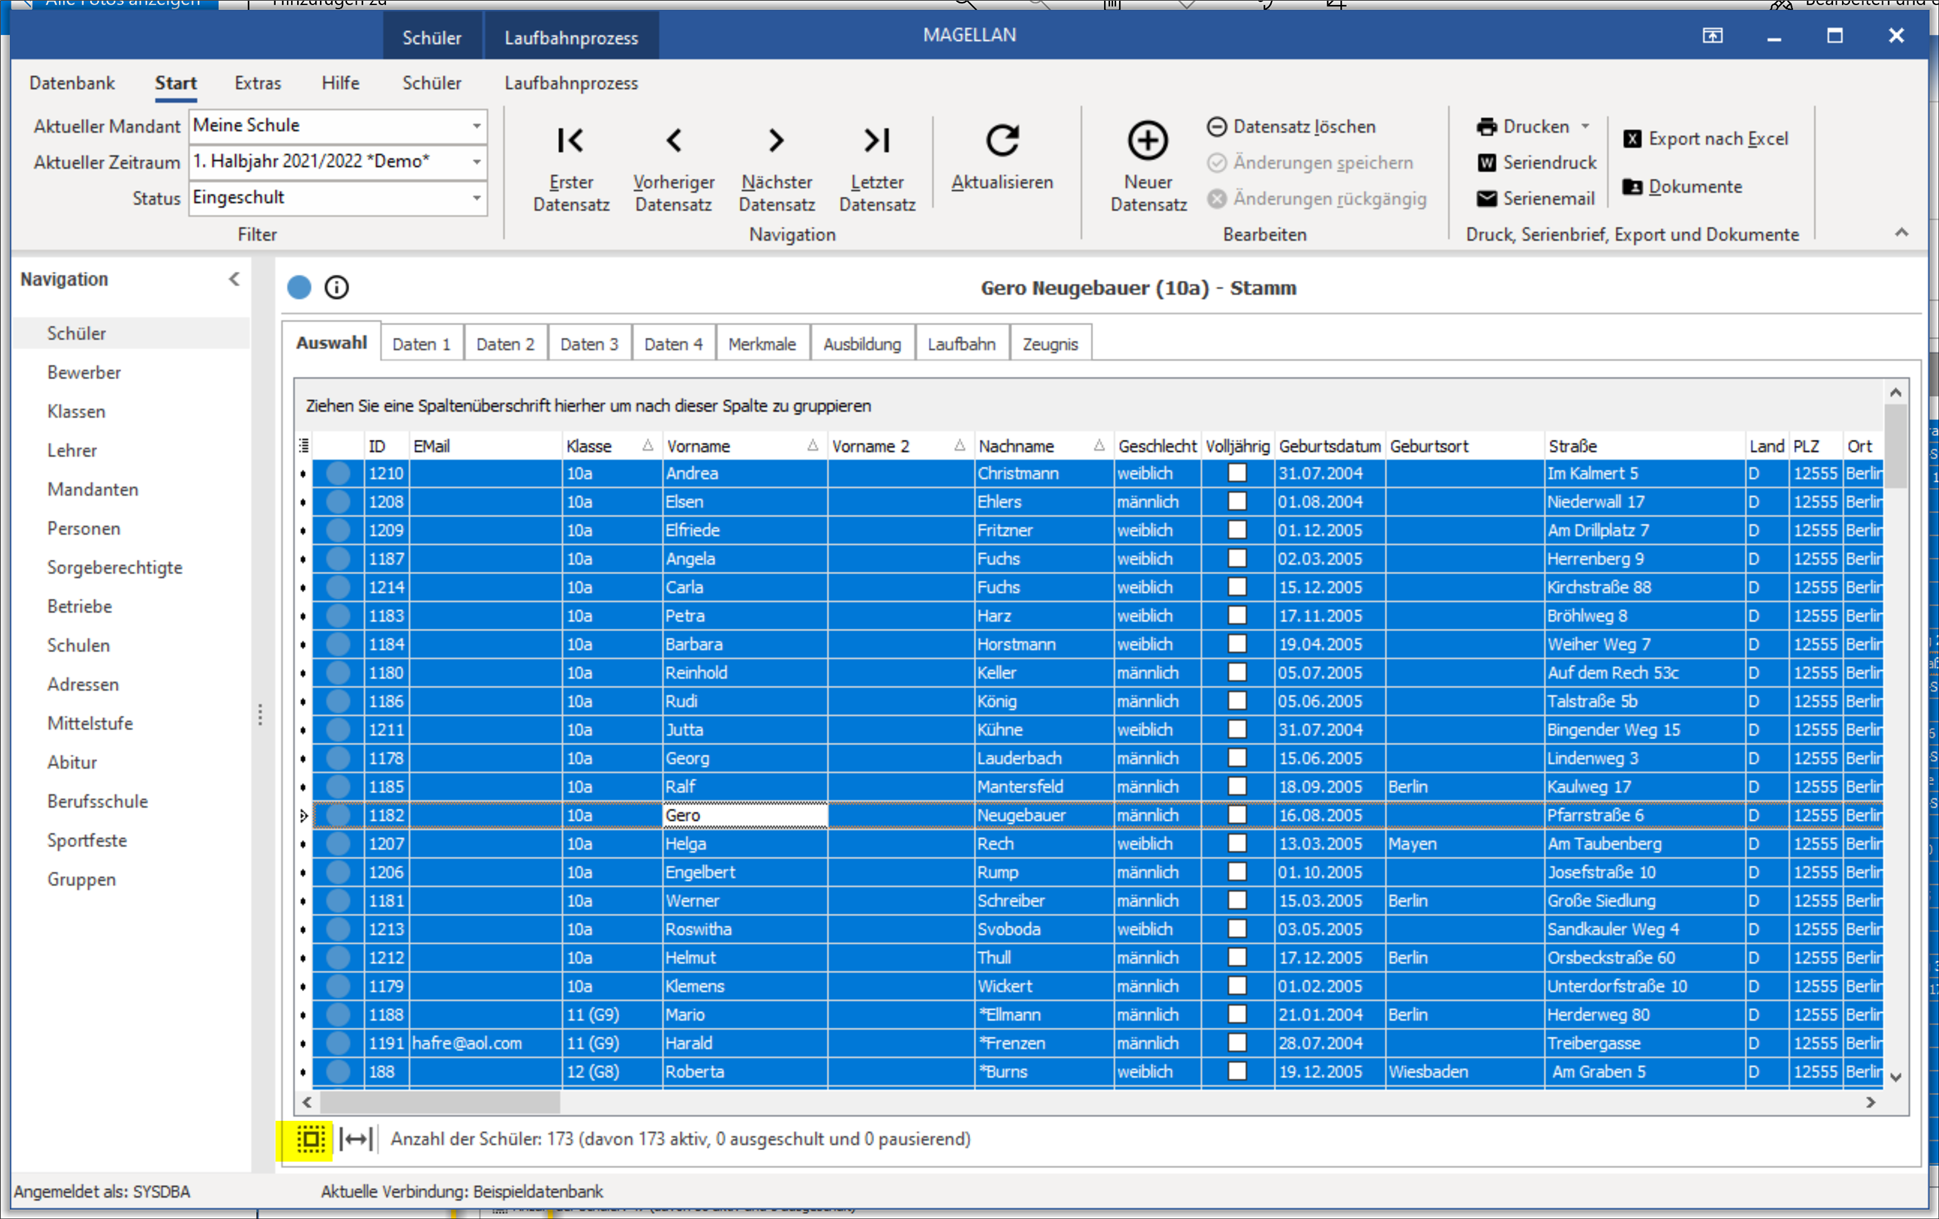 Alle Fotos anzeigen
Hinzufügen zu
Schüler Laufbahnprozess MAGELLAN
Datenbank Start Extras Hilfe Schüler Laufbahnprozess
Aktueller Mandant Meine Schule
Aktueller Zeitraum 1. Halbjahr 2021/2022 *Demo*
Status Eingeschult
Filter
Erster Datensatz
Vorheriger Datensatz
Nächster Datensatz
Letzter Datensatz
Aktualisieren
Navigation
Neuer Datensatz
Datensatz löschen
Änderungen speichern
Änderungen rückgängig
Bearbeiten
Drucken
Seriendruck
Serienemail
Export nach Excel
Dokumente
Druck, Serienbrief, Export und Dokumente
Navigation
Schüler
Bewerber
Klassen
Lehrer
Mandanten
Personen
Sorgeberechtigte
Betriebe
Schulen
Adressen
Mittelstufe
Abitur
Berufsschule
Sportfeste
Gruppen
Gero Neugebauer (10a) - Stamm
Auswahl Daten 1 Daten 2 Daten 3 Daten 4 Merkmale Ausbildung Laufbahn Zeugnis
Ziehen Sie eine Spaltenüberschrift hierher um nach dieser Spalte zu gruppieren
ID EMail Klasse Vorname Vorname 2 Nachname Geschlecht Volljährig Geburtsdatum Geburtsort Straße Land PLZ Ort
1210 10a Andrea Christmann weiblich 31.07.2004 Im Kalmert 5 D 12555 Berlin
1208 10a Elsen Ehlers männlich 01.08.2004 Niederwall 17 D 12555 Berlin
1209 10a Elfriede Fritzner weiblich 01.12.2005 Am Drillplatz 7 D 12555 Berlin
1187 10a Angela Fuchs weiblich 02.03.2005 Herrenberg 9 D 12555 Berlin
1214 10a Carla Fuchs weiblich 15.12.2005 Kirchstraße 88 D 12555 Berlin
1183 10a Petra Harz weiblich 17.11.2005 Bröhlweg 8 D 12555 Berlin
1184 10a Barbara Horstmann weiblich 19.04.2005 Weiher Weg 7 D 12555 Berlin
1180 10a Reinhold Keller männlich 05.07.2005 Auf dem Rech 53c D 12555 Berlin
1186 10a Rudi König männlich 05.06.2005 Talstraße 5b D 12555 Berlin
1211 10a Jutta Kühne weiblich 31.07.2004 Bingender Weg 15 D 12555 Berlin
1178 10a Georg Lauderbach männlich 15.06.2005 Lindenweg 3 D 12555 Berlin
1185 10a Ralf Mantersfeld männlich 18.09.2005 Berlin Kaulweg 17 D 12555 Berlin
1182 10a Gero Neugebauer männlich 16.08.2005 Pfarrstraße 6 D 12555 Berlin
1207 10a Helga Rech weiblich 13.03.2005 Mayen Am Taubenberg D 12555 Berlin
1206 10a Engelbert Rump männlich 01.10.2005 Josefstraße 10 D 12555 Berlin
1181 10a Werner Schreiber männlich 15.03.2005 Berlin Große Siedlung D 12555 Berlin
1213 10a Roswitha Svoboda weiblich 03.05.2005 Sandkauler Weg 4 D 12555 Berlin
1212 10a Helmut Thull männlich 17.12.2005 Berlin Orsbeckstraße 60 D 12555 Berlin
1179 10a Klemens Wickert männlich 01.02.2005 Unterdorfstraße 10 D 12555 Berlin
1188 11 (G9) Mario *Ellmann männlich 21.01.2004 Berlin Herderweg 80 D 12555 Berlin
1191 hafre@aol.com 11 (G9) Harald *Frenzen männlich 28.07.2004 Treibergasse D 12555 Berlin
188 12 (G8) Roberta *Burns weiblich 19.12.2005 Wiesbaden Am Graben 5 D 12555 Berlin
Anzahl der Schüler: 173 (davon 173 aktiv, 0 ausgeschult und 0 pausierend)
Angemeldet als: SYSDBA Aktuelle Verbindung: Beispieldatenbank